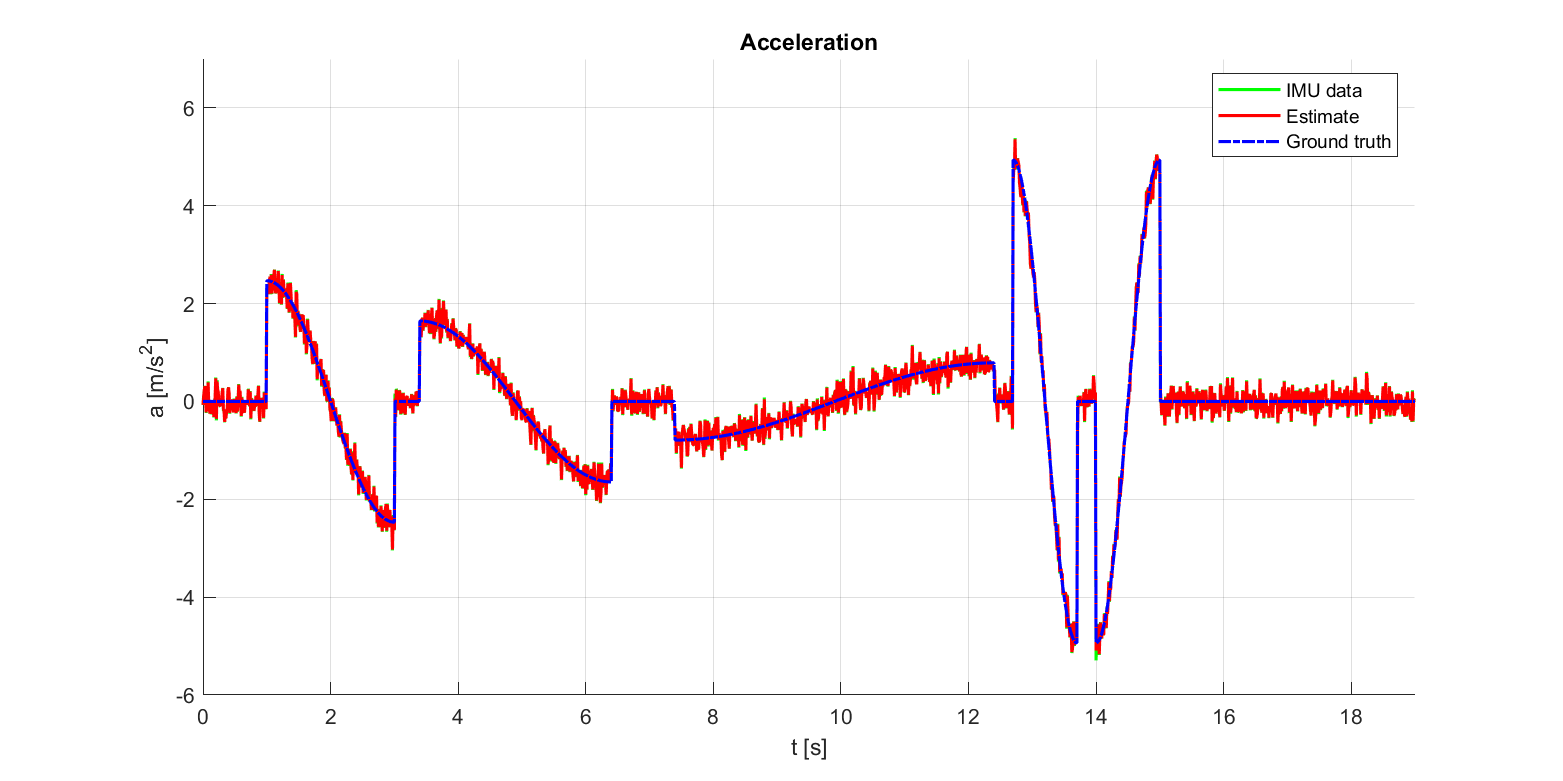 Acceleration
IMU data
Estimate
Ground truth
a [m/s²]
6
4
2
0
-2
-4
-6
0 2 4 6 8 10 12 14 16 18
t [s]